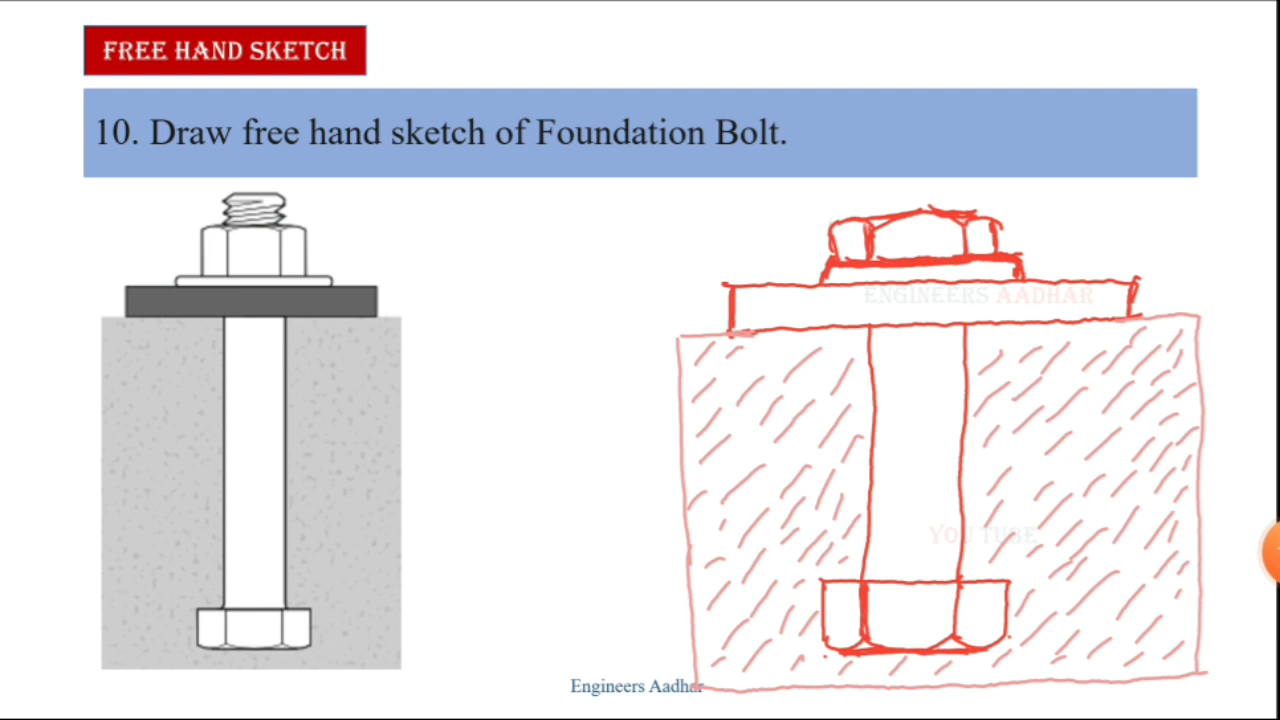 FREE HAND SKETCH
10. Draw free hand sketch of Foundation Bolt.
ENGINEERS AADHAR
YOU TUBE
Engineers Aadhar